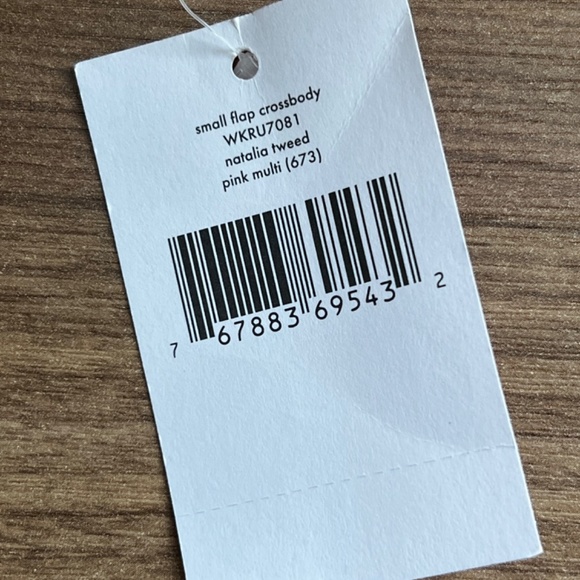 small flap crossbody
WKRU7081
natalia tweed
pink multi (673)
7 67883 69543 2